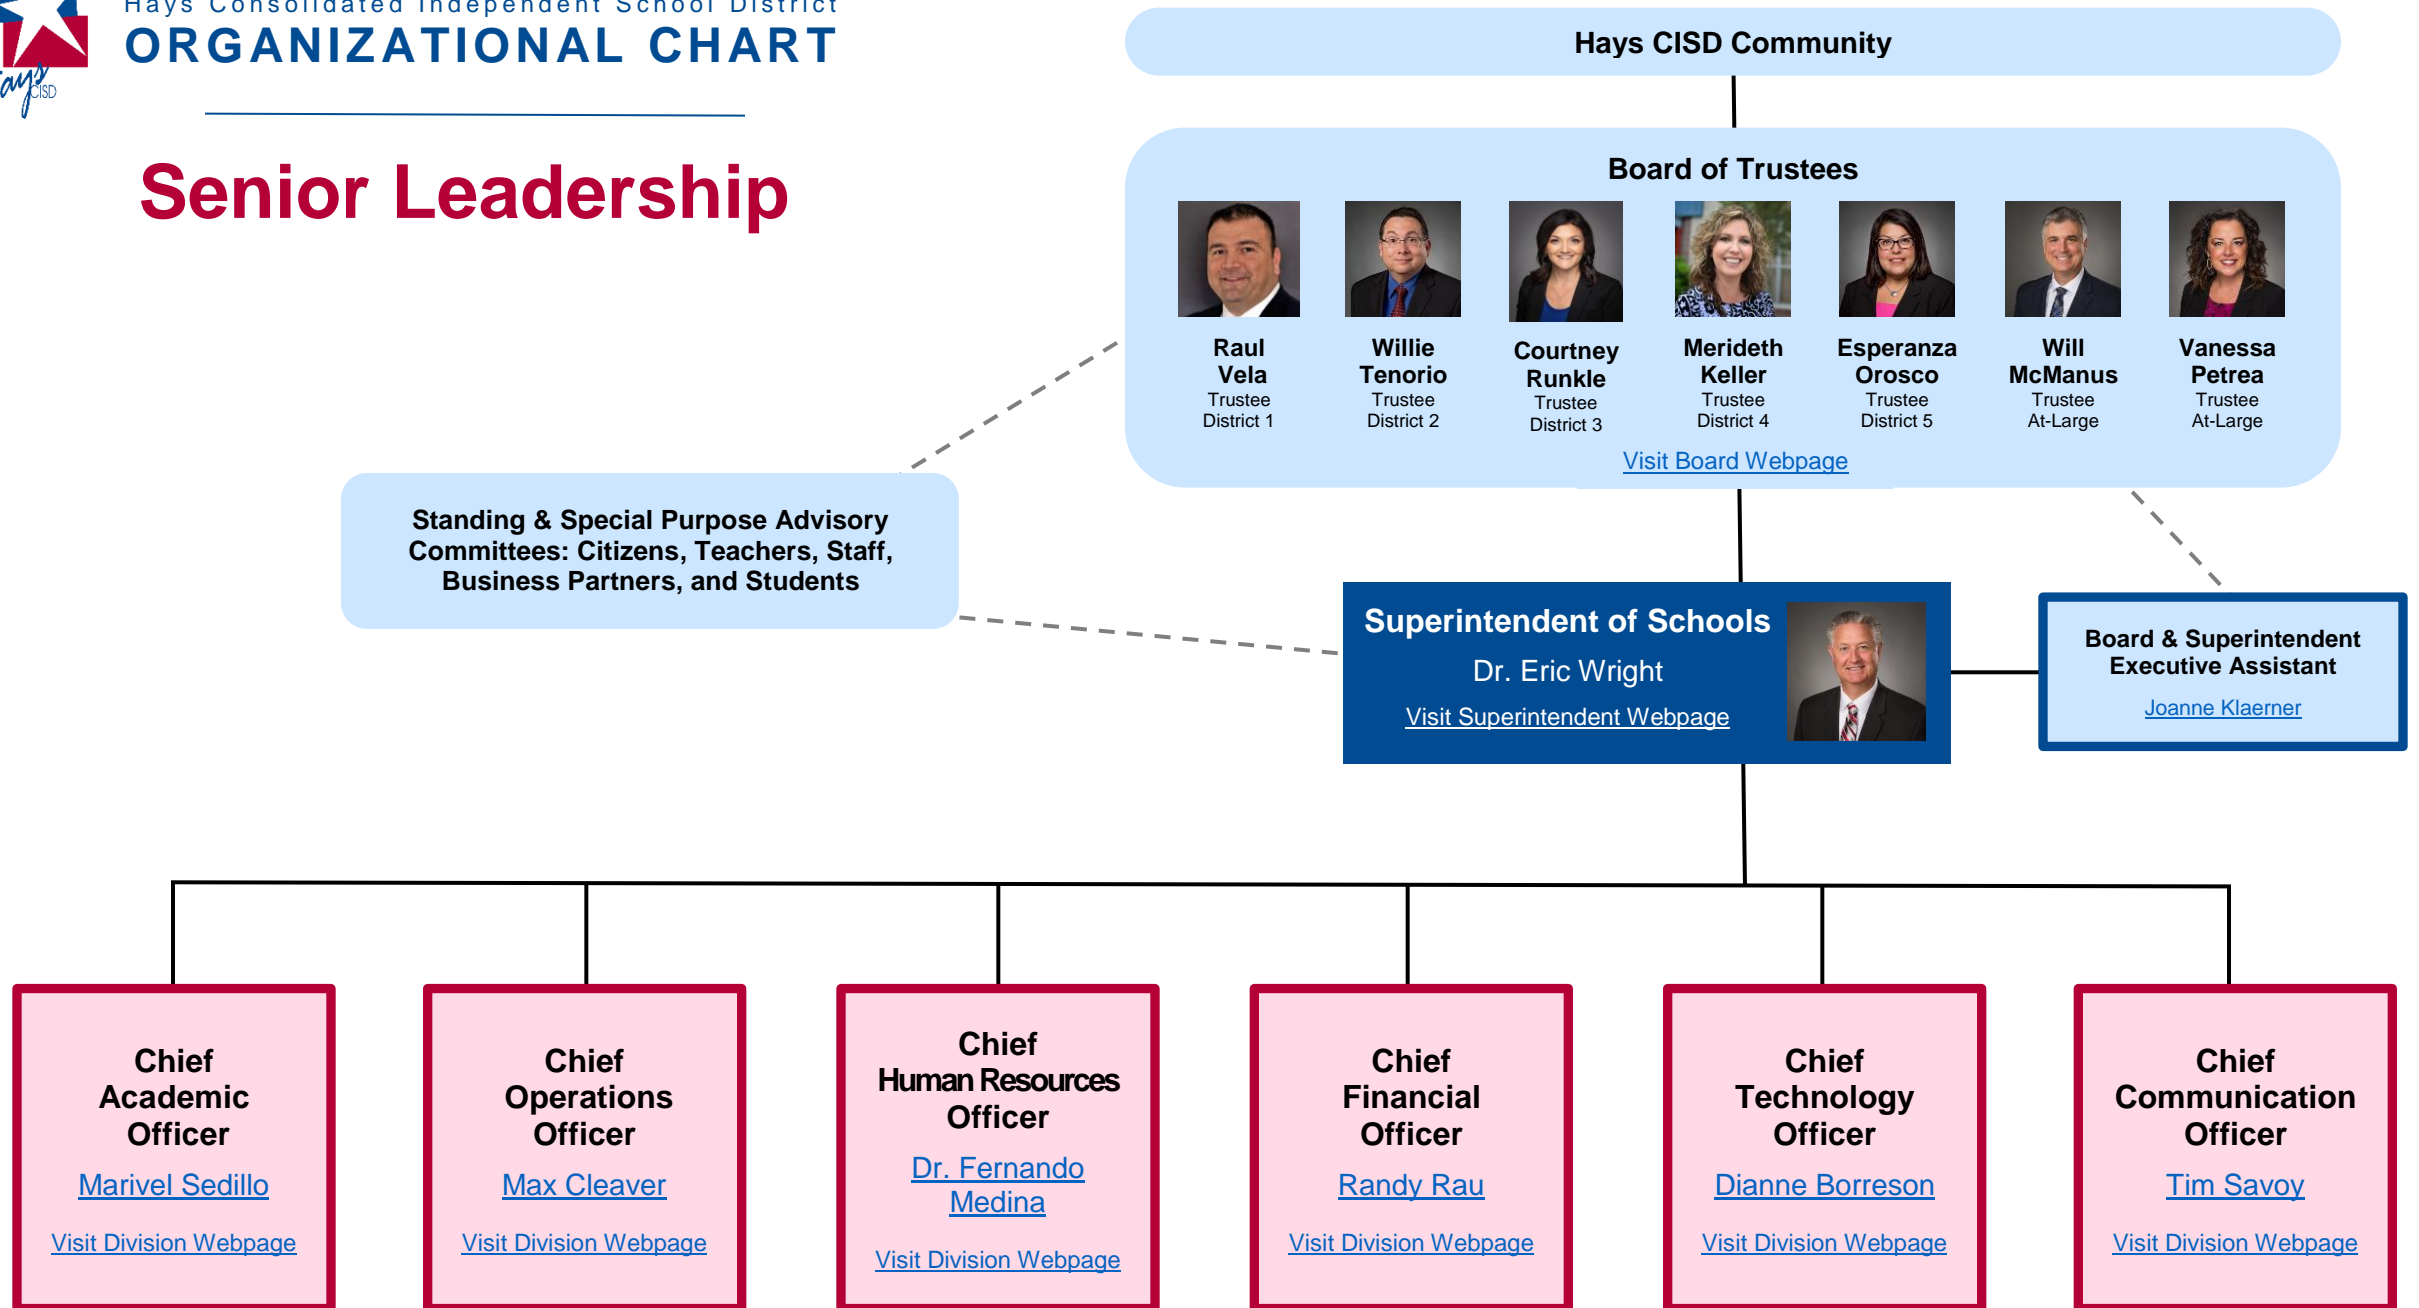 Hays Consolidated Independent School District
ORGANIZATIONAL CHART
Hays
CISD
Senior Leadership
Hays CISD Community
Board of Trustees
Raul
Vela
Trustee
District 1
Willie
Tenorio
Trustee
District 2
Courtney
Runkle
Trustee
District 3
Merideth
Keller
Trustee
District 4
Esperanza
Orosco
Trustee
District 5
Will
McManus
Trustee
At-Large
Vanessa
Petrea
Trustee
At-Large
Visit Board Webpage
Standing & Special Purpose Advisory
Committees: Citizens, Teachers, Staff,
Business Partners, and Students
Superintendent of Schools
Dr. Eric Wright
Visit Superintendent Webpage
Board & Superintendent
Executive Assistant
Joanne Klaerner
Chief
Academic
Officer
Marivel Sedillo
Visit Division Webpage
Chief
Operations
Officer
Max Cleaver
Visit Division Webpage
Chief
Human Resources
Officer
Dr. Fernando
Medina
Visit Division Webpage
Chief
Financial
Officer
Randy Rau
Visit Division Webpage
Chief
Technology
Officer
Dianne Borreson
Visit Division Webpage
Chief
Communication
Officer
Tim Savoy
Visit Division Webpage